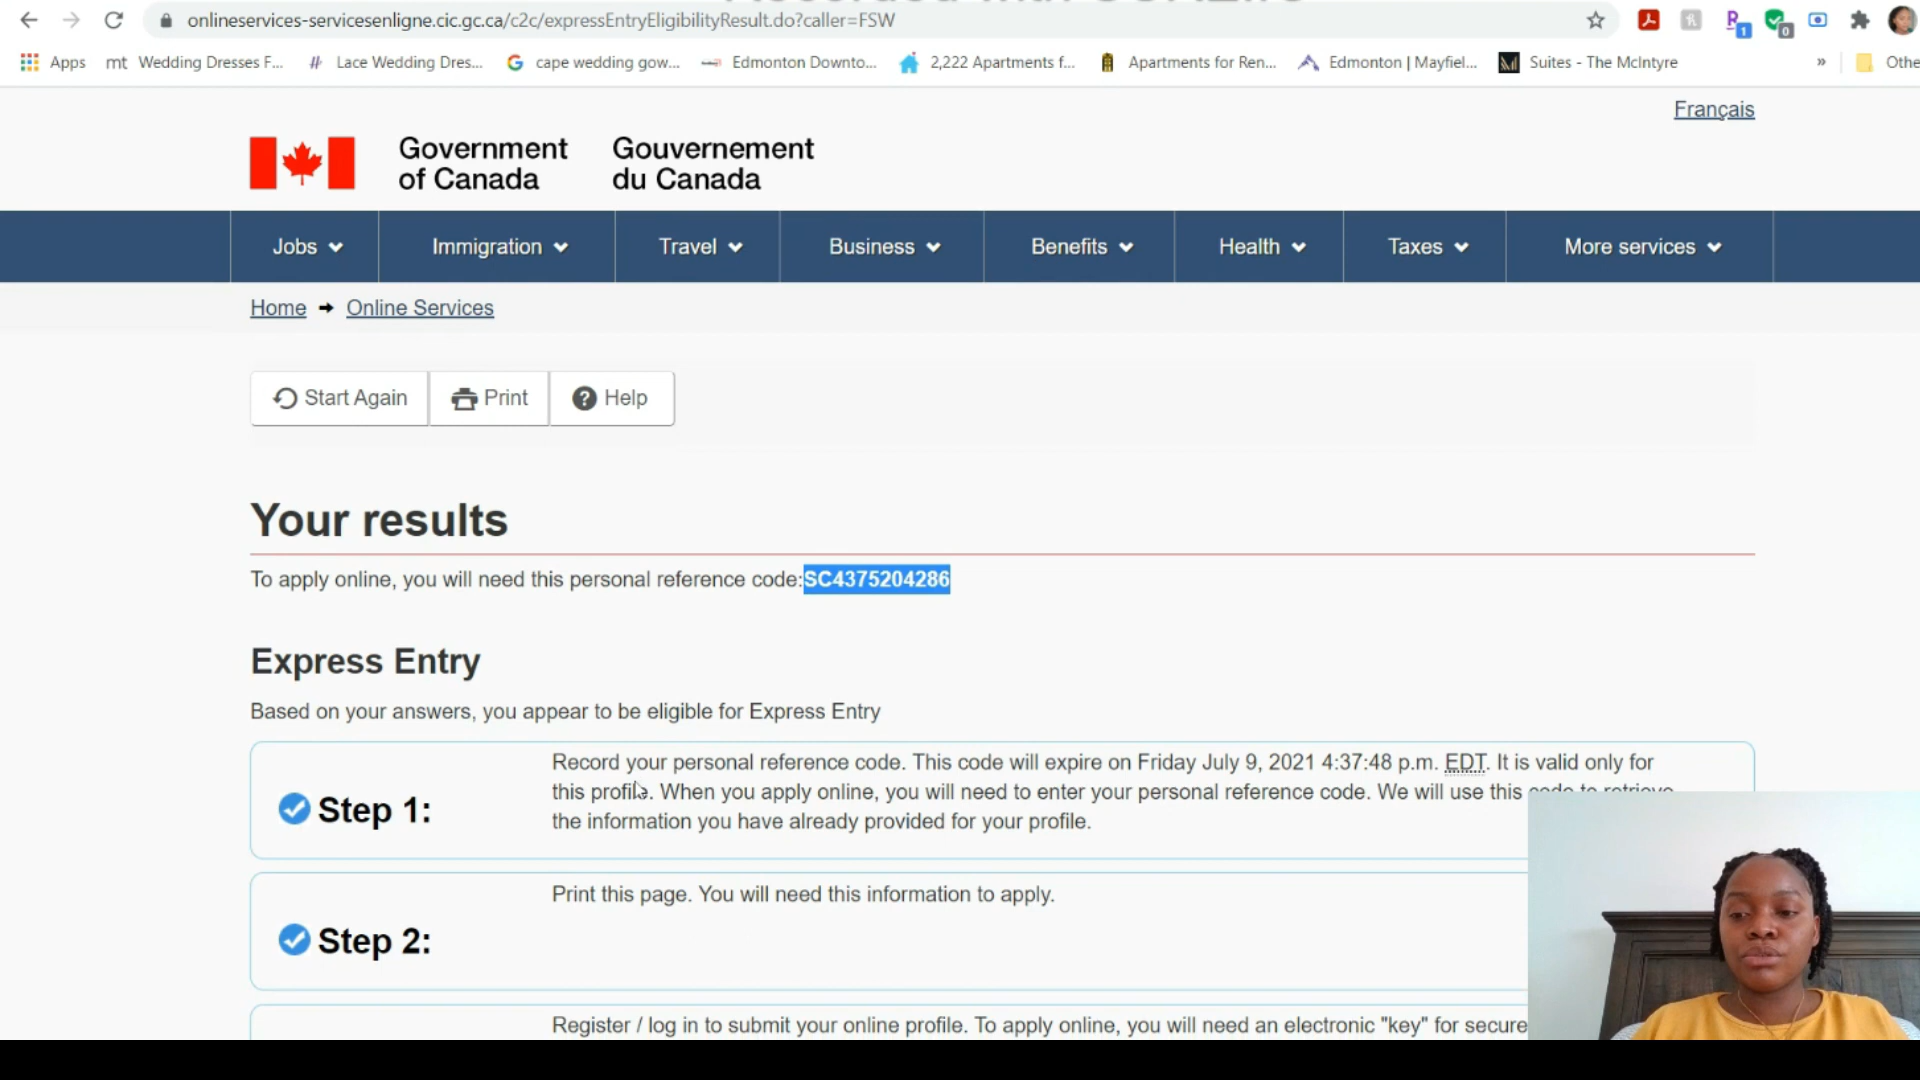 onlineservices-servicesenligne.cic.gc.ca/c2c/expressEntryEligibilityResult.do?caller=FSW
1
0
Apps mt Wedding Dresses F... # Lace Wedding Dres... G cape wedding gow... Edmonton Downto... 2,222 Apartments f... Apartments for Ren... Edmonton | Mayfiel... Suites - The McIntyre » Othe
Français
Government Gouvernement
of Canada du Canada
Jobs Immigration Travel Business Benefits Health Taxes More services
Home Online Services
Start Again Print Help
Your results
To apply online, you will need this personal reference code:SC4375204286
Express Entry
Based on your answers, you appear to be eligible for Express Entry
Step 1:
Record your personal reference code. This code will expire on Friday July 9, 2021 4:37:48 p.m. EDT. It is valid only for
this profile. When you apply online, you will need to enter your personal reference code. We will use this code to retrieve
the information you have already provided for your profile.
Step 2:
Print this page. You will need this information to apply.
Register / log in to submit your online profile. To apply online, you will need an electronic "key" for secure